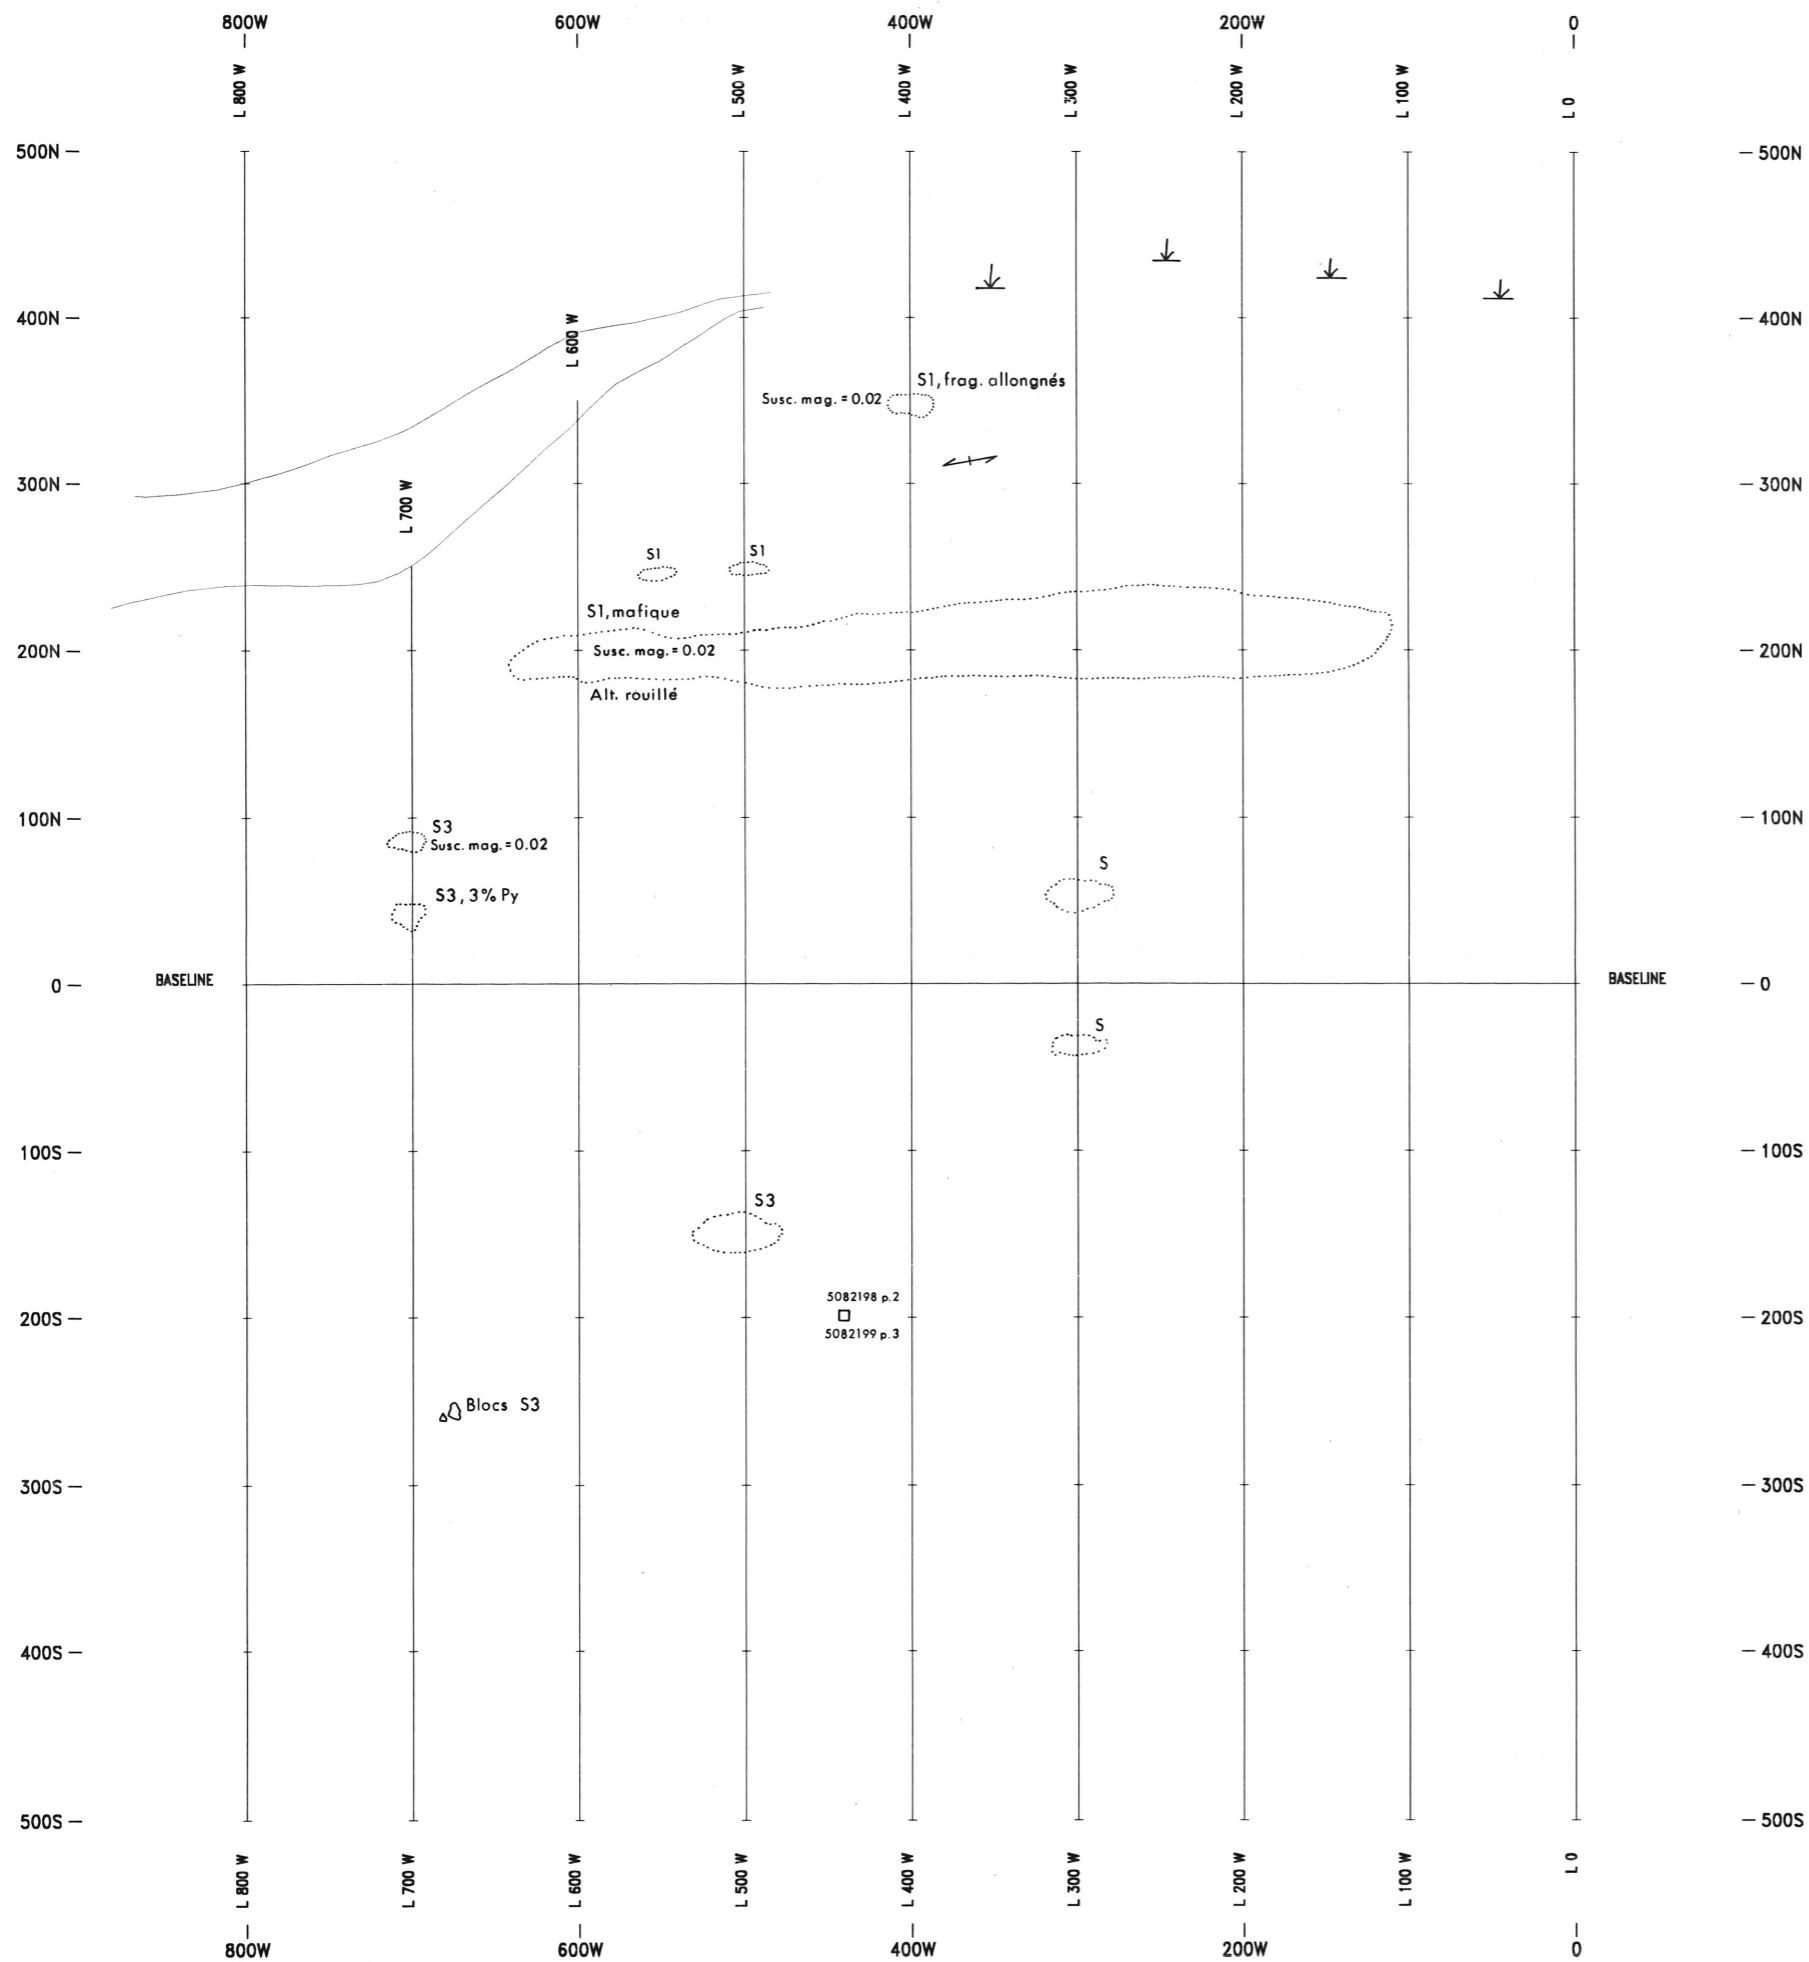 800W 600W 400W 200W 0
L 800 W L 500 W L 400 W L 300 W L 200 W L 100 W L 0
500N 500N
400N 400N
L 600 W
S1, frag. allongnés
Susc. mag. = 0.02
300N 300N
L 700 W
S1 S1
S1, mafique
200N Susc. mag. = 0.02 200N
Alt. rouillé
100N 100N
S3
Susc. mag. = 0.02
S
S3, 3% Py
0 BASELINE BASELINE 0
S
100S 100S
S3
5082198 p.2
200S 200S
5082199 p.3
Blocs S3
300S 300S
400S 400S
500S 500S
L 800 W L 700 W L 600 W L 500 W L 400 W L 300 W L 200 W L 100 W L 0
800W 600W 400W 200W 0